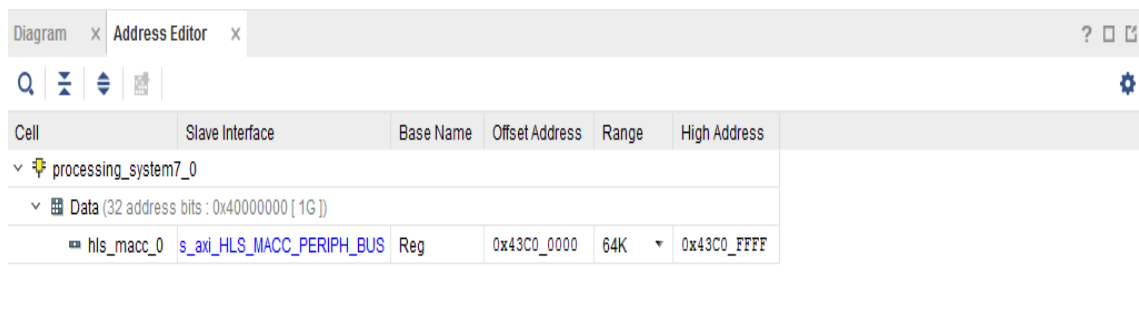 Diagram × Address Editor ×
?
Cell Slave Interface Base Name Offset Address Range High Address
processing_system7_0
Data (32 address bits : 0x40000000 [ 1G ])
hls_macc_0 s_axi_HLS_MACC_PERIPH_BUS Reg 0x43C0_0000 64K 0x43C0_FFFF